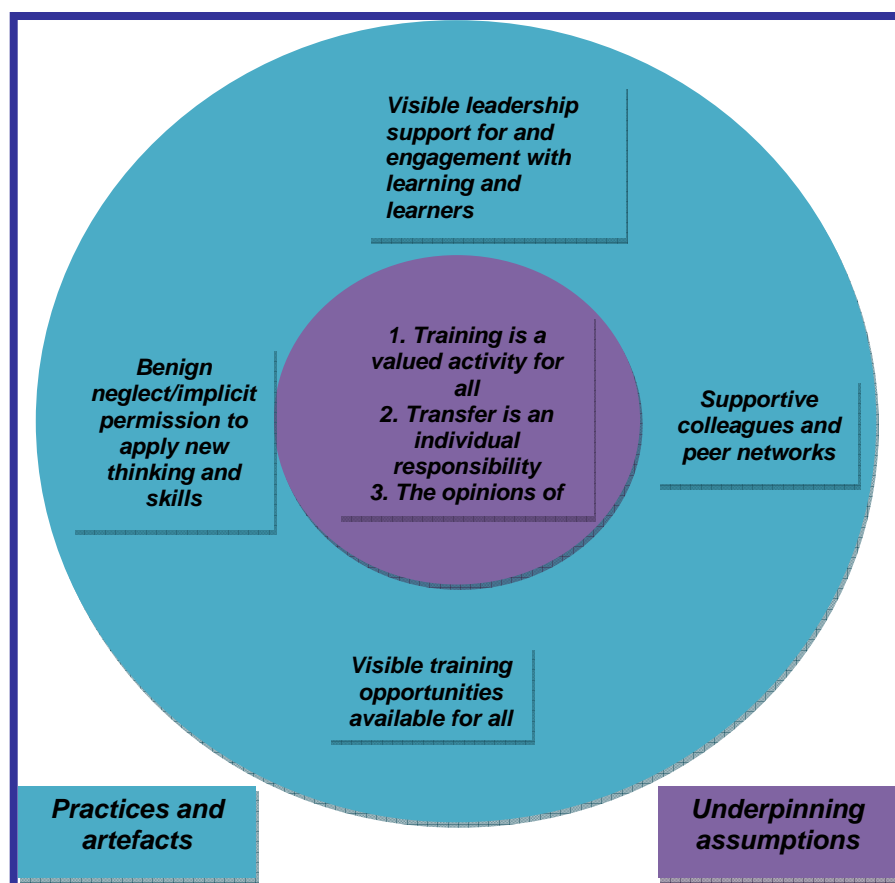 Visible leadership
support for and
engagement with
learning and
learners
Benign
neglect/implicit
permission to
apply new
thinking and
skills
1. Training is a
valued activity for
all
2. Transfer is an
individual
responsibility
3. The opinions of
Supportive
colleagues and
peer networks
Visible training
opportunities
available for all
Practices and
artefacts
Underpinning
assumptions